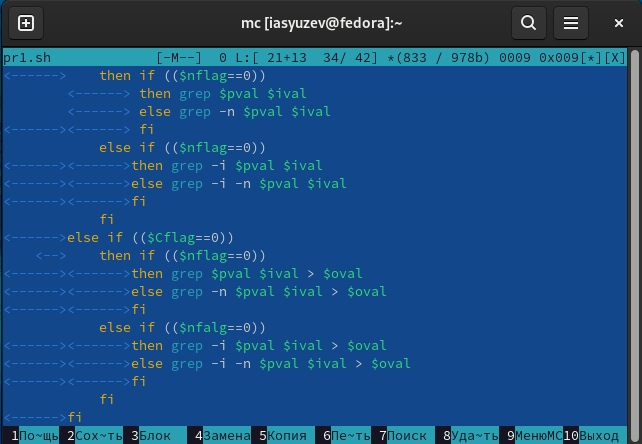 mc [iasyuzev@fedora]:~
pr1.sh [-M--] 0 L:[ 21+13 34/ 42] *(833 / 978b) 0009 0x009[*][X]
<------> then if (($nflag==0))
<------> then grep $pval $ival
<------> else grep -n $pval $ival
<------><------> fi
else if (($nflag==0))
<------><------>then grep -i $pval $ival
<------><------>else grep -i -n $pval $ival
<------><------>fi
fi
<------>else if (($Cflag==0))
<--> then if (($nflag==0))
<------><------>then grep $pval $ival > $oval
<------><------>else grep -n $pval $ival > $oval
<------><------>fi
else if (($nfalg==0))
<------><------>then grep -i $pval $ival > $oval
<------><------>else grep -i -n $pval $ival > $oval
<------><------>fi
fi
<------>fi
1По~щь 2Сох~ть 3Блок 4Замена 5Копия 6Пе~ть 7Поиск 8Уда~ть 9МенюМС 10Выход